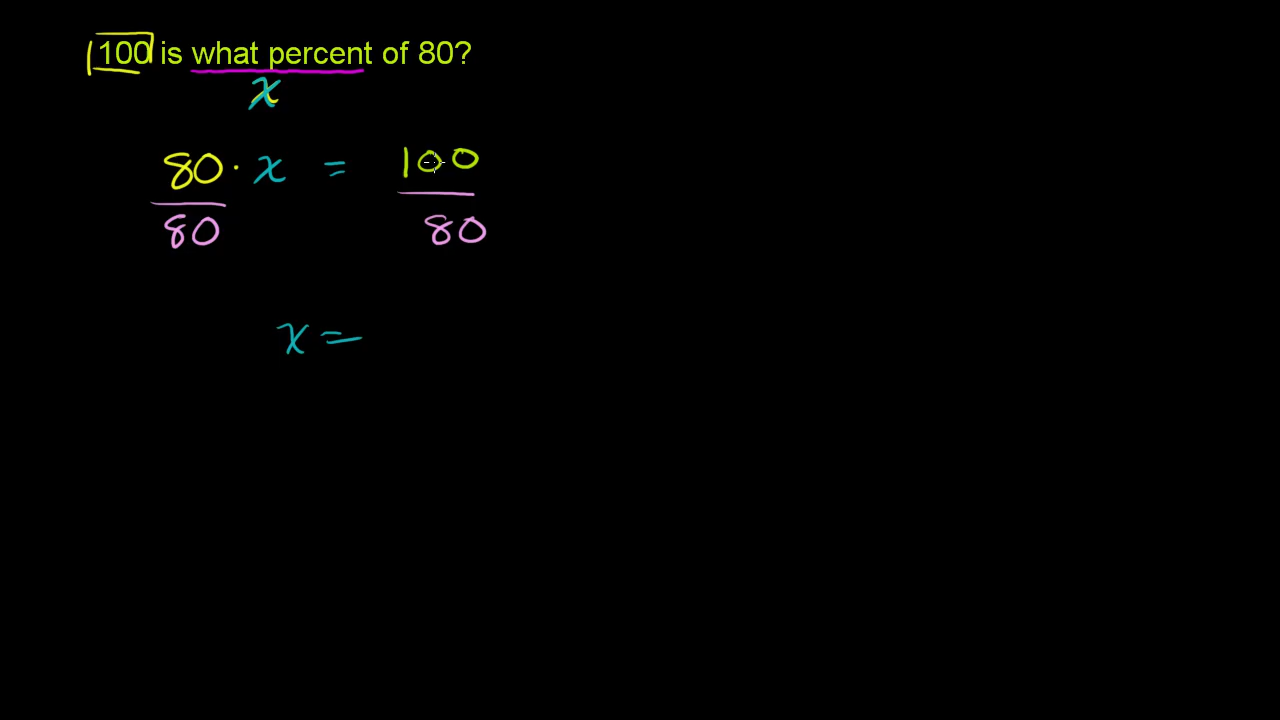 100 is what percent of 80?
x
80 · x = 100
80 80
x =